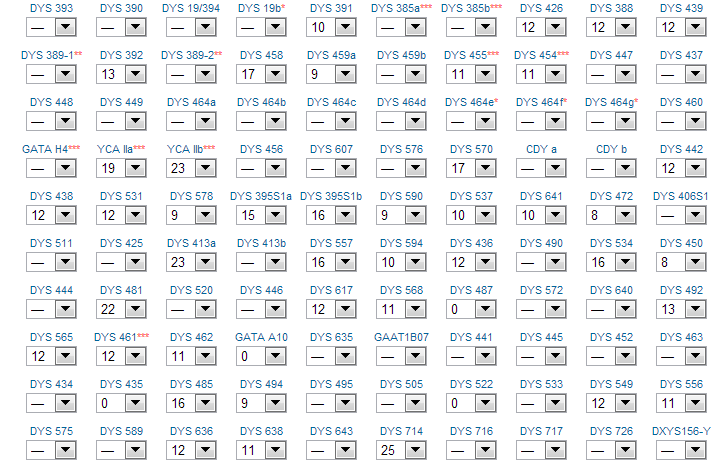 DYS 393 DYS 390 DYS 19/394 DYS 19b* DYS 391 DYS 385a*** DYS 385b*** DYS 426 DYS 388 DYS 439
— — — — 10 — — 12 12 12
DYS 389-1** DYS 392 DYS 389-2** DYS 458 DYS 459a DYS 459b DYS 455*** DYS 454*** DYS 447 DYS 437
— 13 — 17 9 — 11 11 — —
DYS 448 DYS 449 DYS 464a DYS 464b DYS 464c DYS 464d DYS 464e* DYS 464f* DYS 464g* DYS 460
— — — — — — — — — —
GATA H4*** YCA IIa*** YCA IIb*** DYS 456 DYS 607 DYS 576 DYS 570 CDY a CDY b DYS 442
— 19 23 — — — 17 — — 12
DYS 438 DYS 531 DYS 578 DYS 395S1a DYS 395S1b DYS 590 DYS 537 DYS 641 DYS 472 DYS 406S1
12 12 9 15 16 9 10 10 8 —
DYS 511 DYS 425 DYS 413a DYS 413b DYS 557 DYS 594 DYS 436 DYS 490 DYS 534 DYS 450
— — 23 — 16 10 12 — 16 8
DYS 444 DYS 481 DYS 520 DYS 446 DYS 617 DYS 568 DYS 487 DYS 572 DYS 640 DYS 492
— 22 — — 12 11 0 — — 13
DYS 565 DYS 461*** DYS 462 GATA A10 DYS 635 GAAT1B07 DYS 441 DYS 445 DYS 452 DYS 463
12 12 11 0 — — — — — —
DYS 434 DYS 435 DYS 485 DYS 494 DYS 495 DYS 505 DYS 522 DYS 533 DYS 549 DYS 556
— 0 16 9 — — 0 — 12 11
DYS 575 DYS 589 DYS 636 DYS 638 DYS 643 DYS 714 DYS 716 DYS 717 DYS 726 DXYS156-Y
— — 12 11 — 25 — — — —